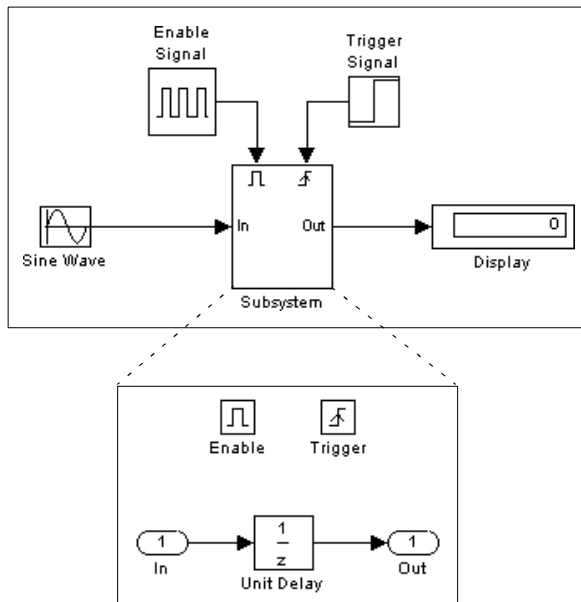 Enable
Signal
Trigger
Signal
In
Out
0
Sine Wave
Display
Subsystem
Enable
Trigger
1
1
z
1
In
Unit Delay
Out